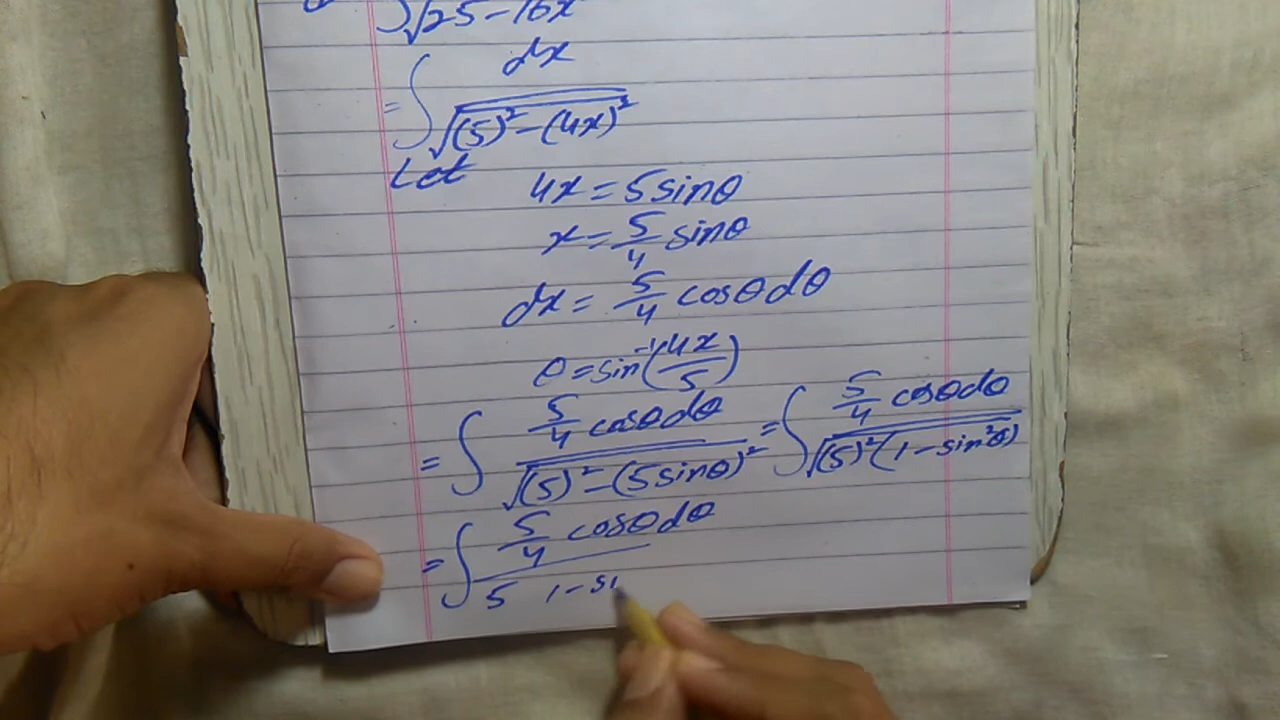 ∫√25-16x
= ∫ dx / √(5)²-(4x)²
Let
4x = 5 sinθ
x = 5/4 sinθ
dx = 5/4 cosθ dθ
θ = sin⁻¹(4x/5)
= ∫ 5/4 cosθ dθ / √(5)²-(5 sinθ)² = ∫ 5/4 cosθ dθ / √(5)²(1-sin²θ)
= ∫ 5/4 cosθ dθ / 5 1-si